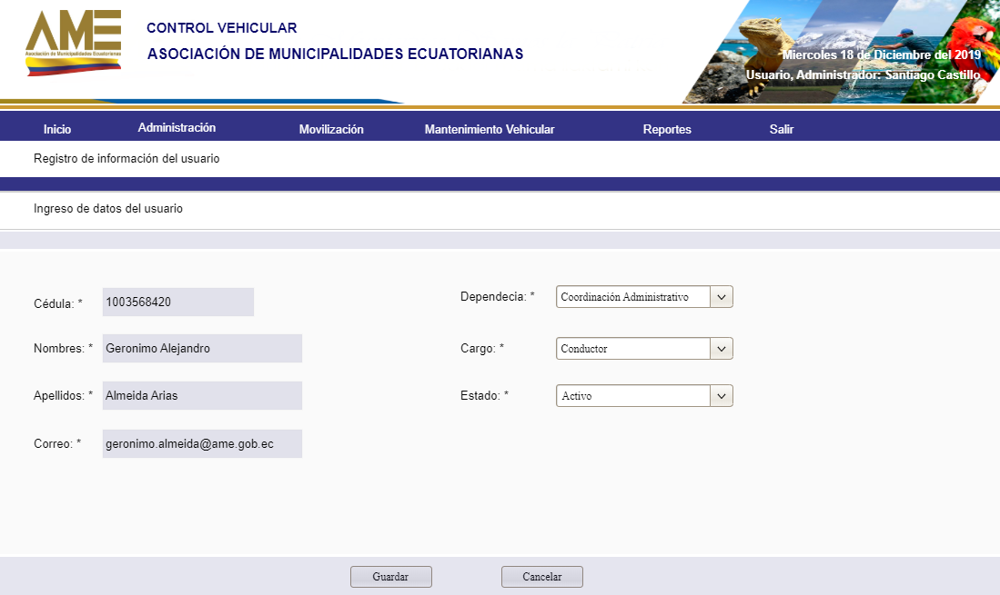 AME
Asociación de Municipalidades Ecuatorianas
CONTROL VEHICULAR
ASOCIACIÓN DE MUNICIPALIDADES ECUATORIANAS
Miercoles 18 de Diciembre del 2019
Usuario, Administrador: Santiago Castillo
Inicio Administración Movilización Mantenimiento Vehicular Reportes Salir
Registro de información del usuario
Ingreso de datos del usuario
Cédula: * 1003568420 Dependecia: * Coordinación Administrativo
Nombres: * Geronimo Alejandro Cargo: * Conductor
Apellidos: * Almeida Arias Estado: * Activo
Correo: * geronimo.almeida@ame.gob.ec
Guardar Cancelar